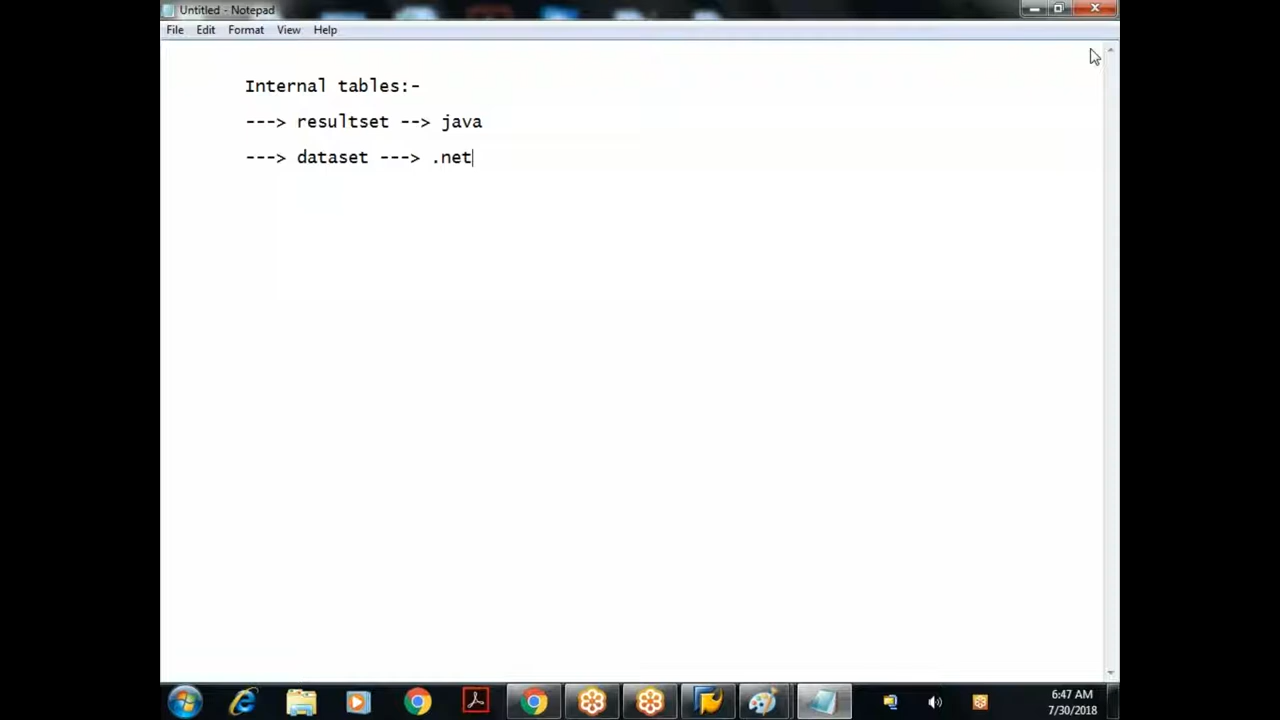 Untitled - Notepad
File Edit Format View Help
Internal tables:-
---> resultset --> java
---> dataset ---> .net
6:47 AM
7/30/2018